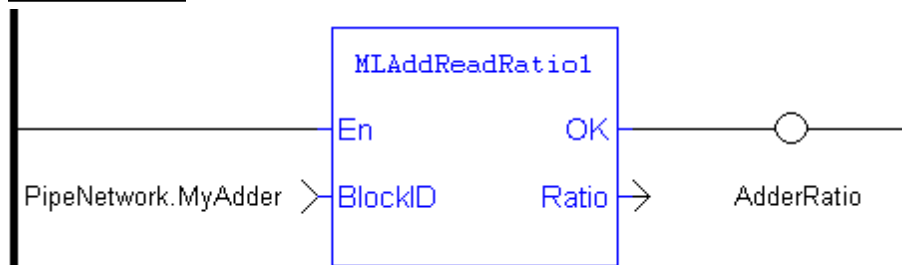 MLAddReadRatio1
En OK
PipeNetwork.MyAdder BlockID Ratio AdderRatio